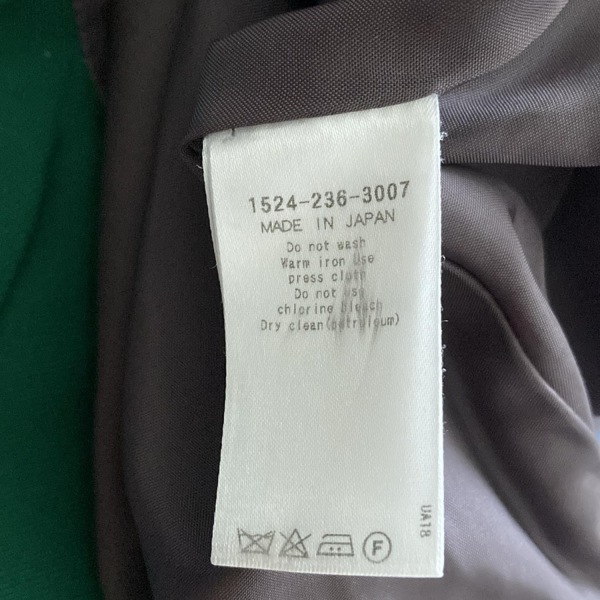 1524-236-3007
MADE IN JAPAN
Do not wash
Warm iron Use
press cloth
Do not use
chlorine bleach
Dry clean(petroleum)
UA18
F